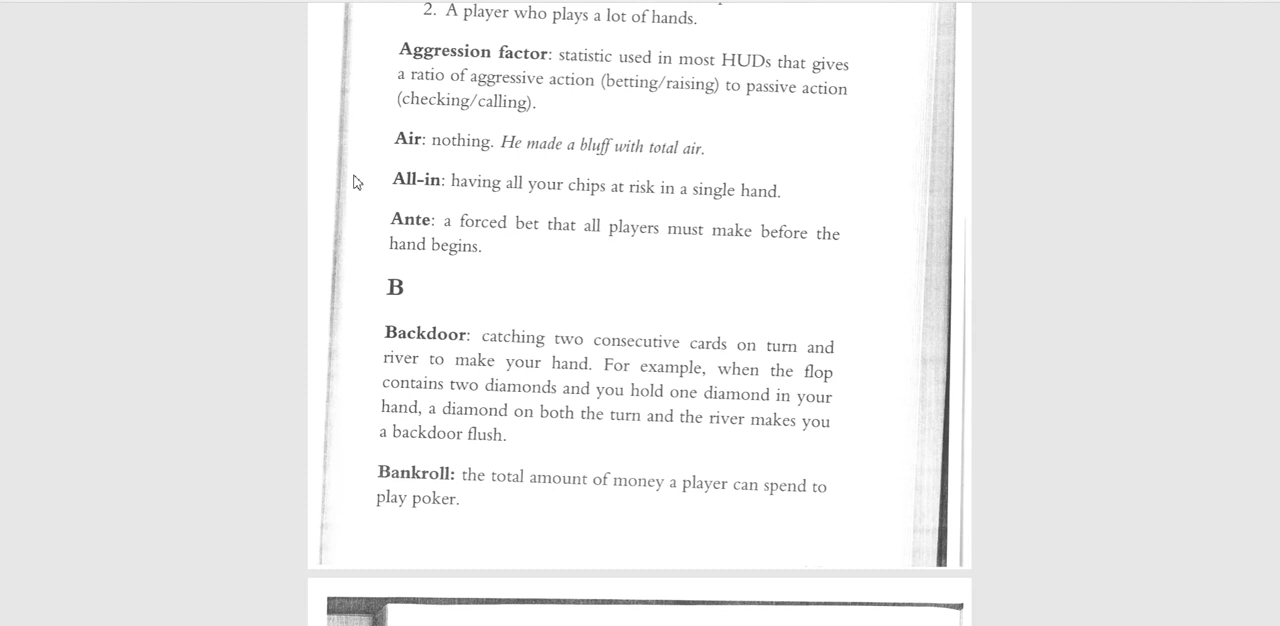 2. A player who plays a lot of hands.
Aggression factor: statistic used in most HUDs that gives
a ratio of aggressive action (betting/raising) to passive action
(checking/calling).
Air: nothing. He made a bluff with total air.
All-in: having all your chips at risk in a single hand.
Ante: a forced bet that all players must make before the
hand begins.
B
Backdoor: catching two consecutive cards on turn and
river to make your hand. For example, when the flop
contains two diamonds and you hold one diamond in your
hand, a diamond on both the turn and the river makes you
a backdoor flush.
Bankroll: the total amount of money a player can spend to
play poker.